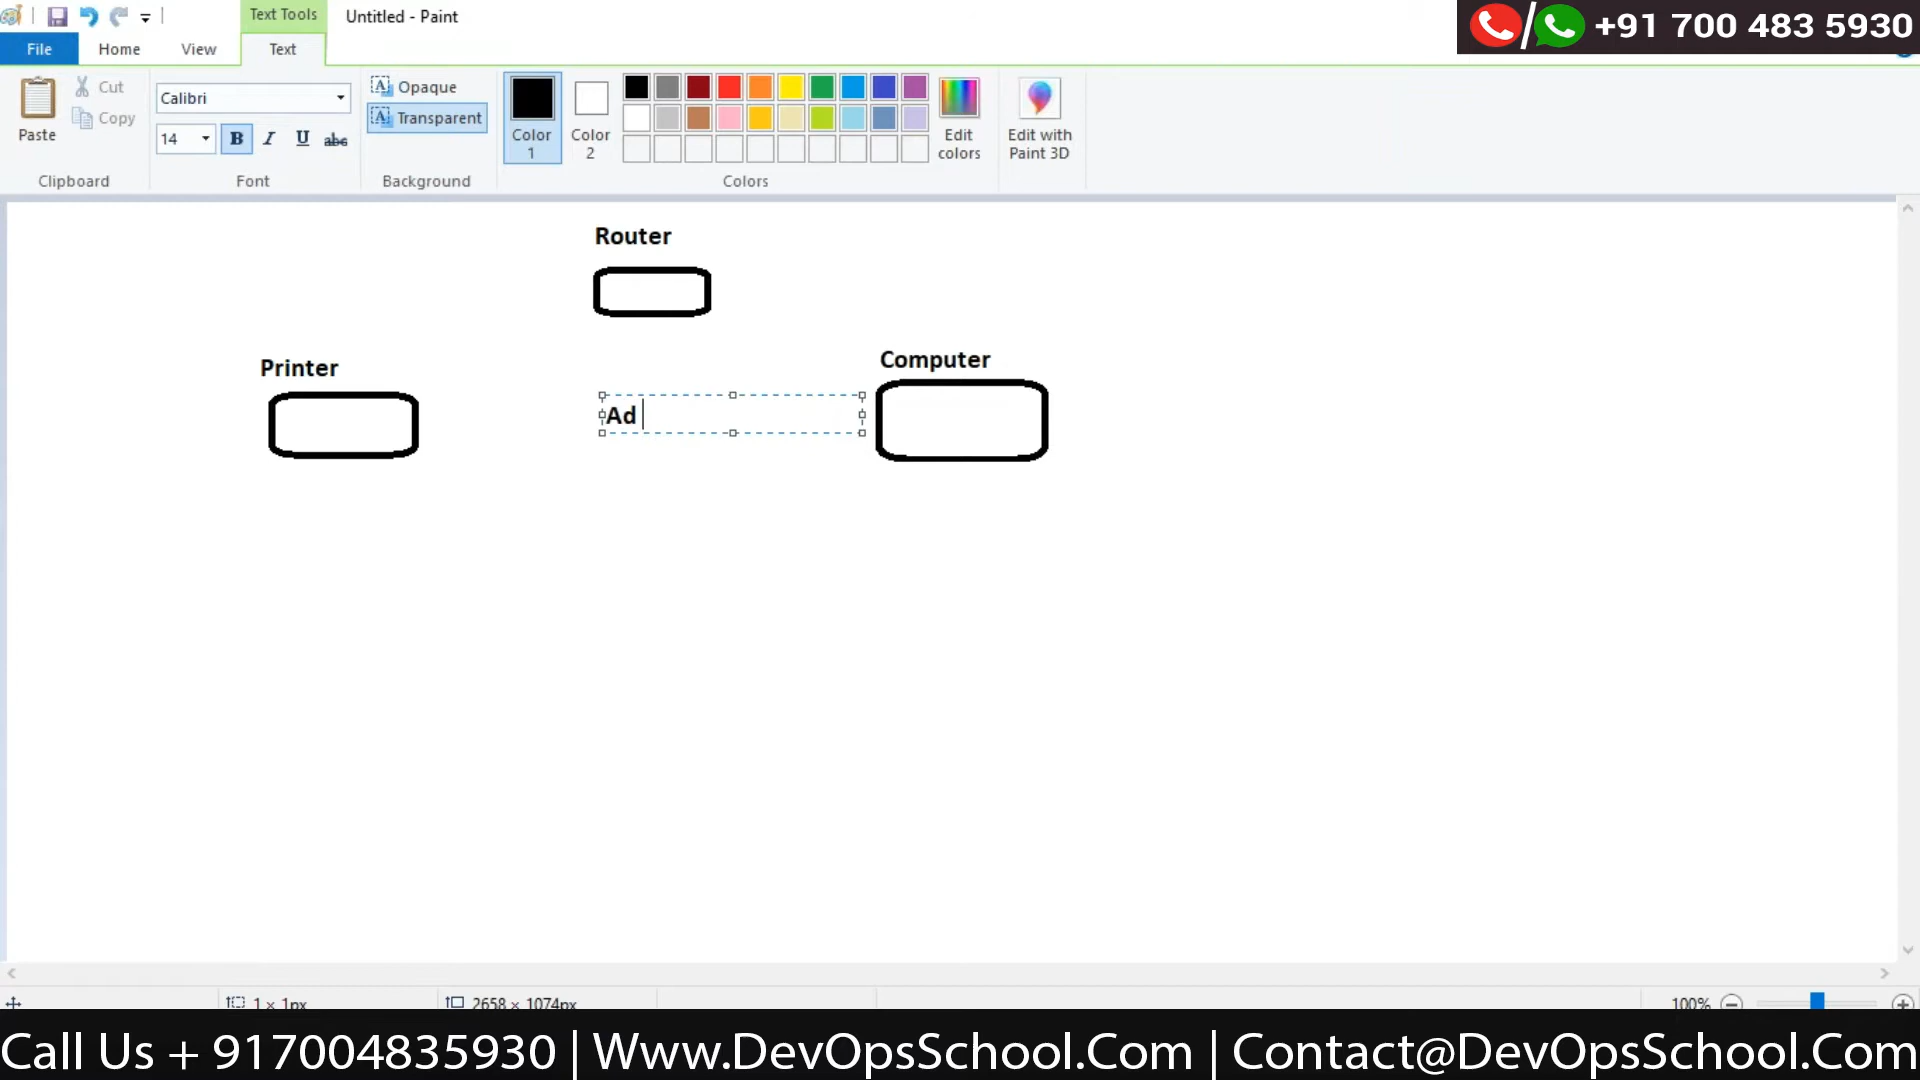 Text Tools
Untitled - Paint
+91 700 483 5930
File
Home
View
Text
Paste
Cut
Copy
Clipboard
Calibri
14
B
I
U
abc
Font
Opaque
Transparent
Background
Color
1
Color
2
Colors
Edit
colors
Edit with
Paint 3D
Router
Printer
Computer
Ad
1 × 1px
2658 × 1074px
100%
Call Us + 917004835930 | Www.DevOpsSchool.Com | Contact@DevOpsSchool.Com